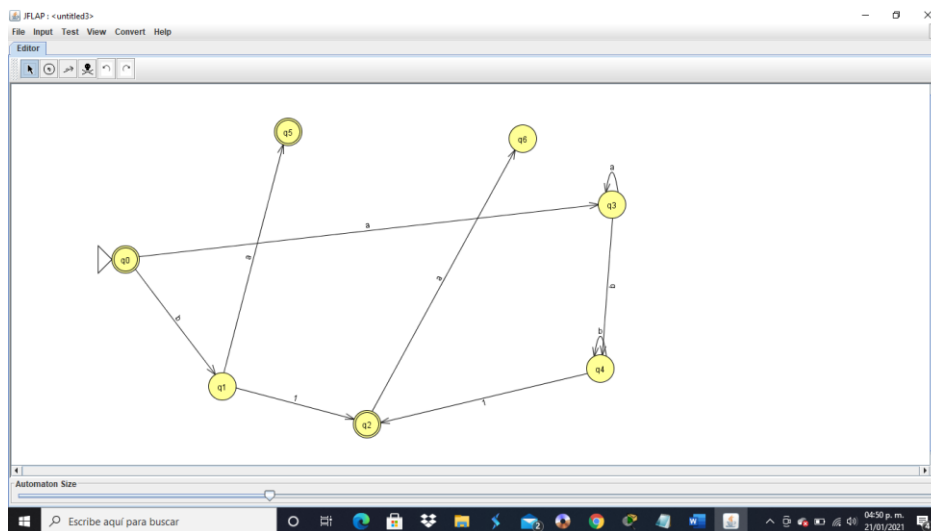 JFLAP : <untitled3>
File Input Test View Convert Help
Editor
q5
q6
a
q3
a
q0
a
a
b
d
b
q4
q1
f
f
q2
Automaton Size
Escribe aquí para buscar
04:50 p. m.
21/01/2021